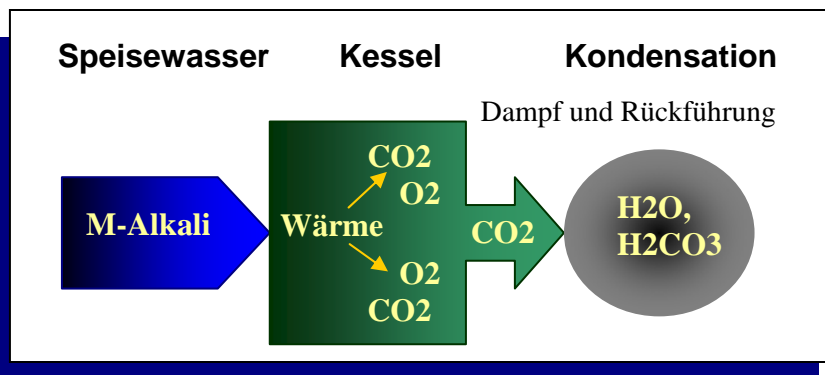 Speisewasser Kessel Kondensation
Dampf und Rückführung
M-Alkali
Wärme
CO2
O2
O2
CO2
CO2
H2O,
H2CO3